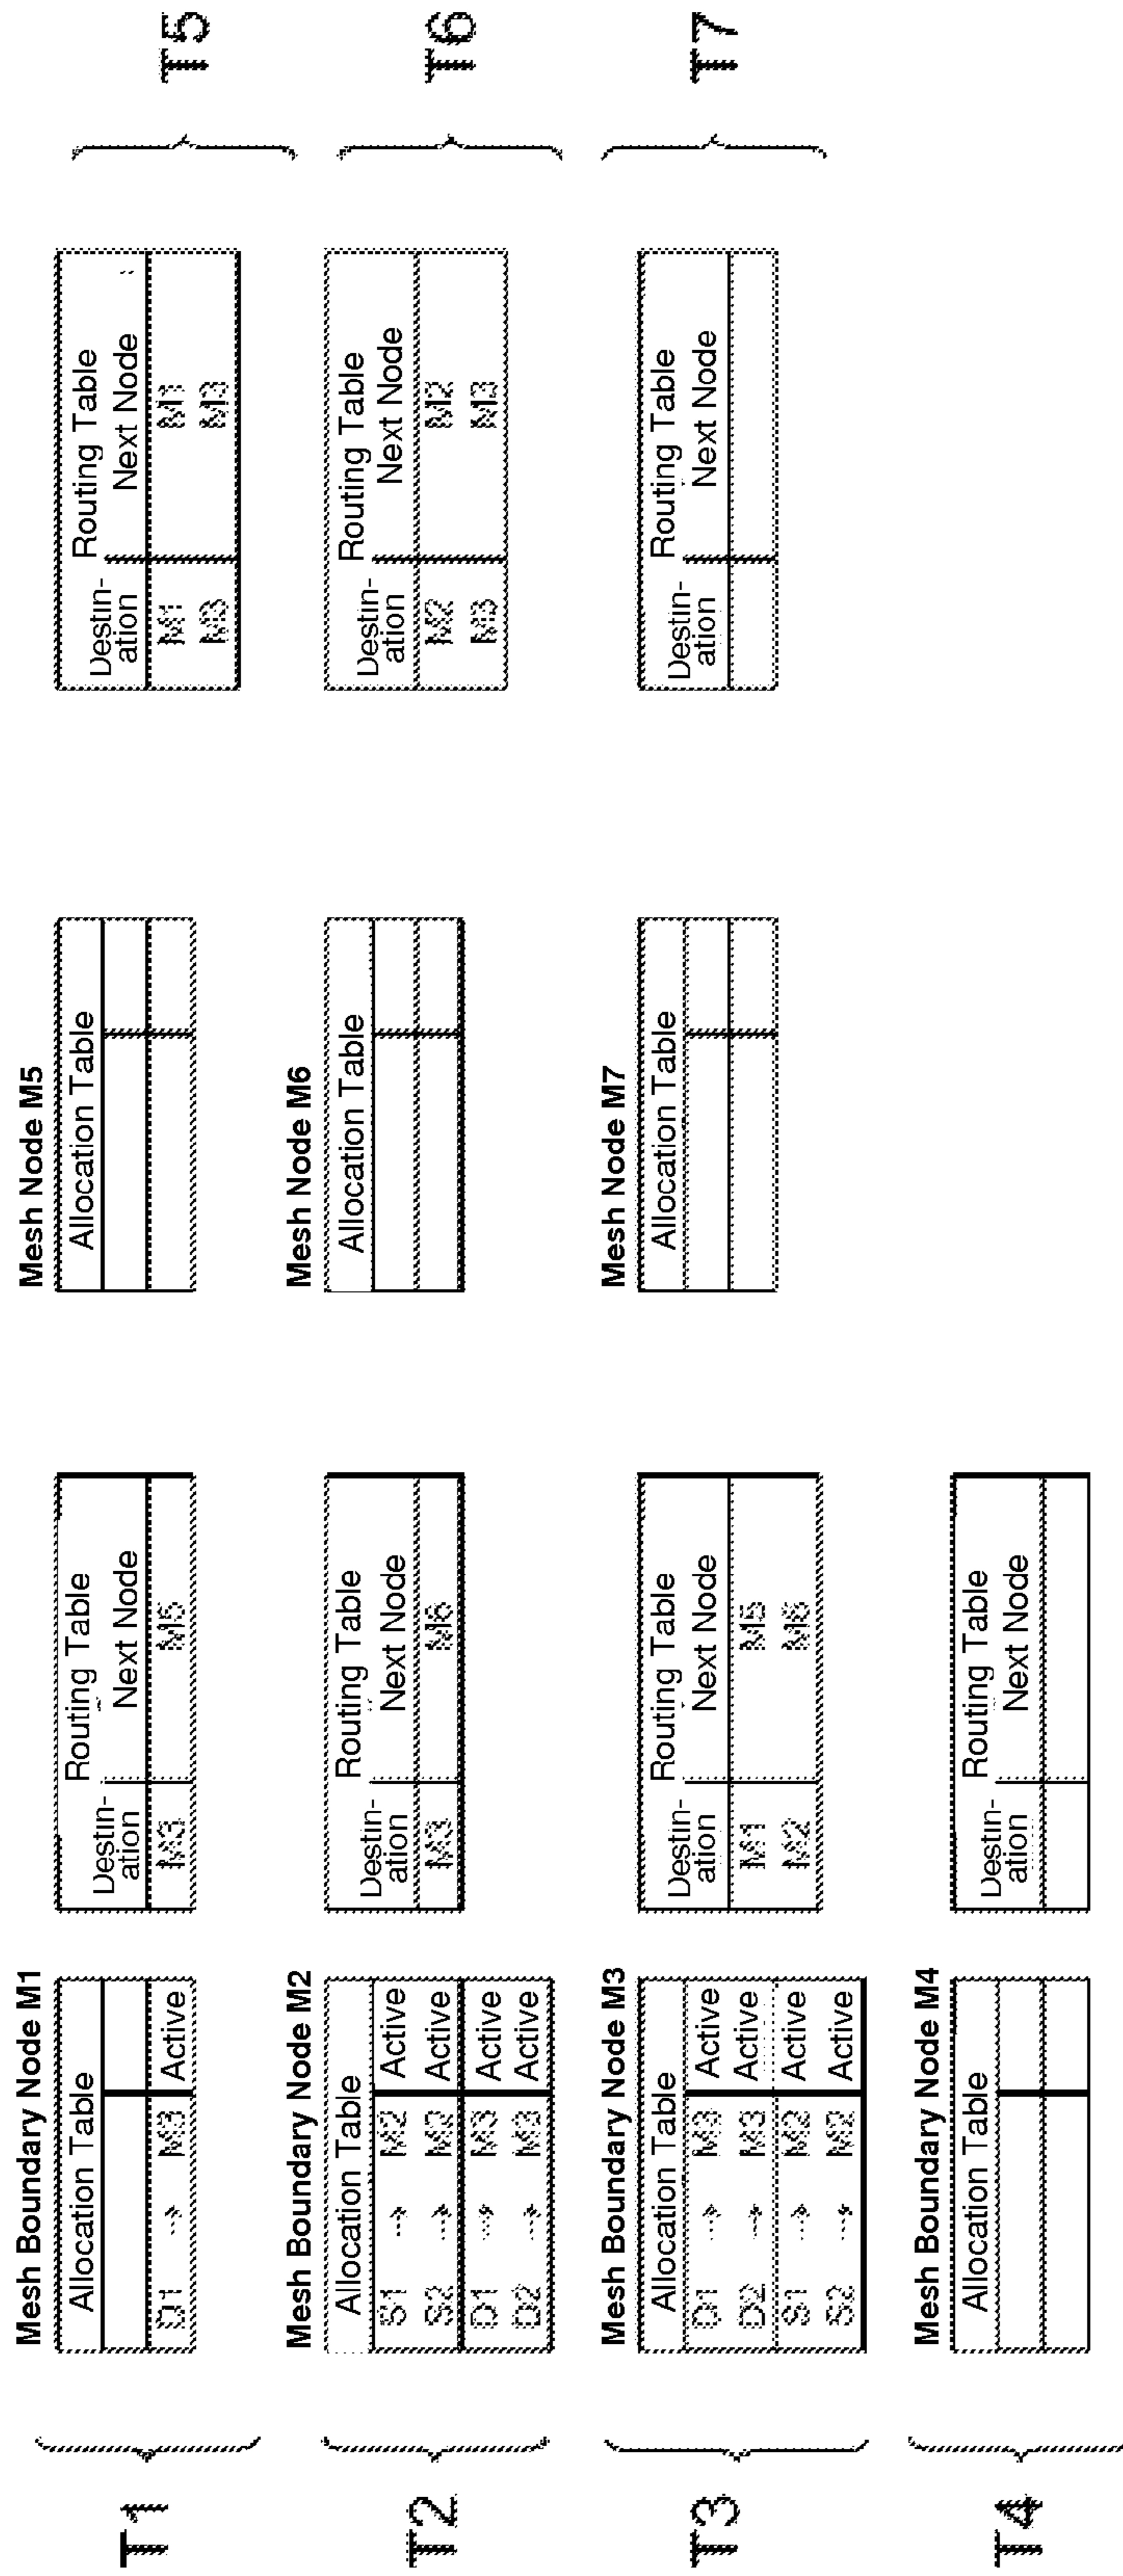 T1
Mesh Boundary Node M1
Allocation Table
D1 → M3 Active
Routing Table
Destin-
ation Next Node
M3 M5
T2
Mesh Boundary Node M2
Allocation Table
S1 → M2 Active
S2 → M2 Active
D1 → M3 Active
D2 → M3 Active
Routing Table
Destin-
ation Next Node
M3 M6
T3
Mesh Boundary Node M3
Allocation Table
D1 → M3 Active
D2 → M3 Active
S1 → M2 Active
S2 → M2 Active
Routing Table
Destin-
ation Next Node
M1 M5
M2 M6
T4
Mesh Boundary Node M4
Allocation Table
Routing Table
Destin-
ation Next Node
Mesh Node M5
Allocation Table
Routing Table
Destin-
ation Next Node
M1 M1
M3 M3
T5
Mesh Node M6
Allocation Table
Routing Table
Destin-
ation Next Node
M2 M2
M3 M3
T6
Mesh Node M7
Allocation Table
Routing Table
Destin-
ation Next Node
T7